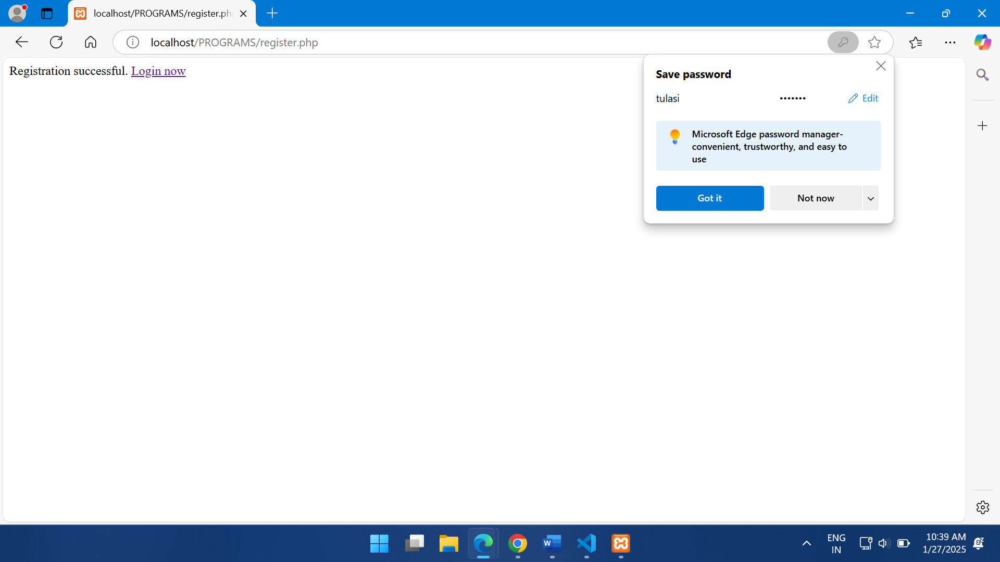 localhost/PROGRAMS/register.ph
localhost/PROGRAMS/register.php
Registration successful. Login now
Save password
tulasi ••••••• Edit
Microsoft Edge password manager-
convenient, trustworthy, and easy to
use
Got it Not now
ENG
IN
10:39 AM
1/27/2025